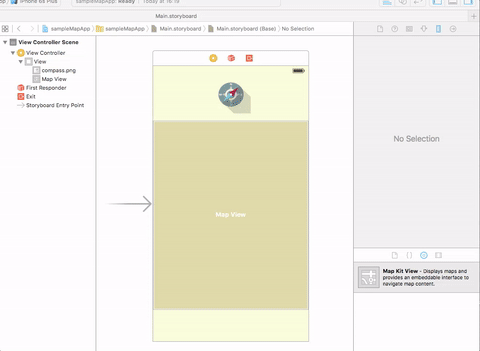 iPhone 6s Plus
sampleMapApp: Ready
Today at 16:19
Main.storyboard
sampleMapApp
sampleMapApp
Main.storyboard
Main.storyboard (Base)
No Selection
View Controller Scene
View Controller
View
compass.png
Map View
First Responder
Exit
Storyboard Entry Point
Map View
No Selection
Map Kit View - Displays maps and
provides an embeddable interface to
navigate map content.